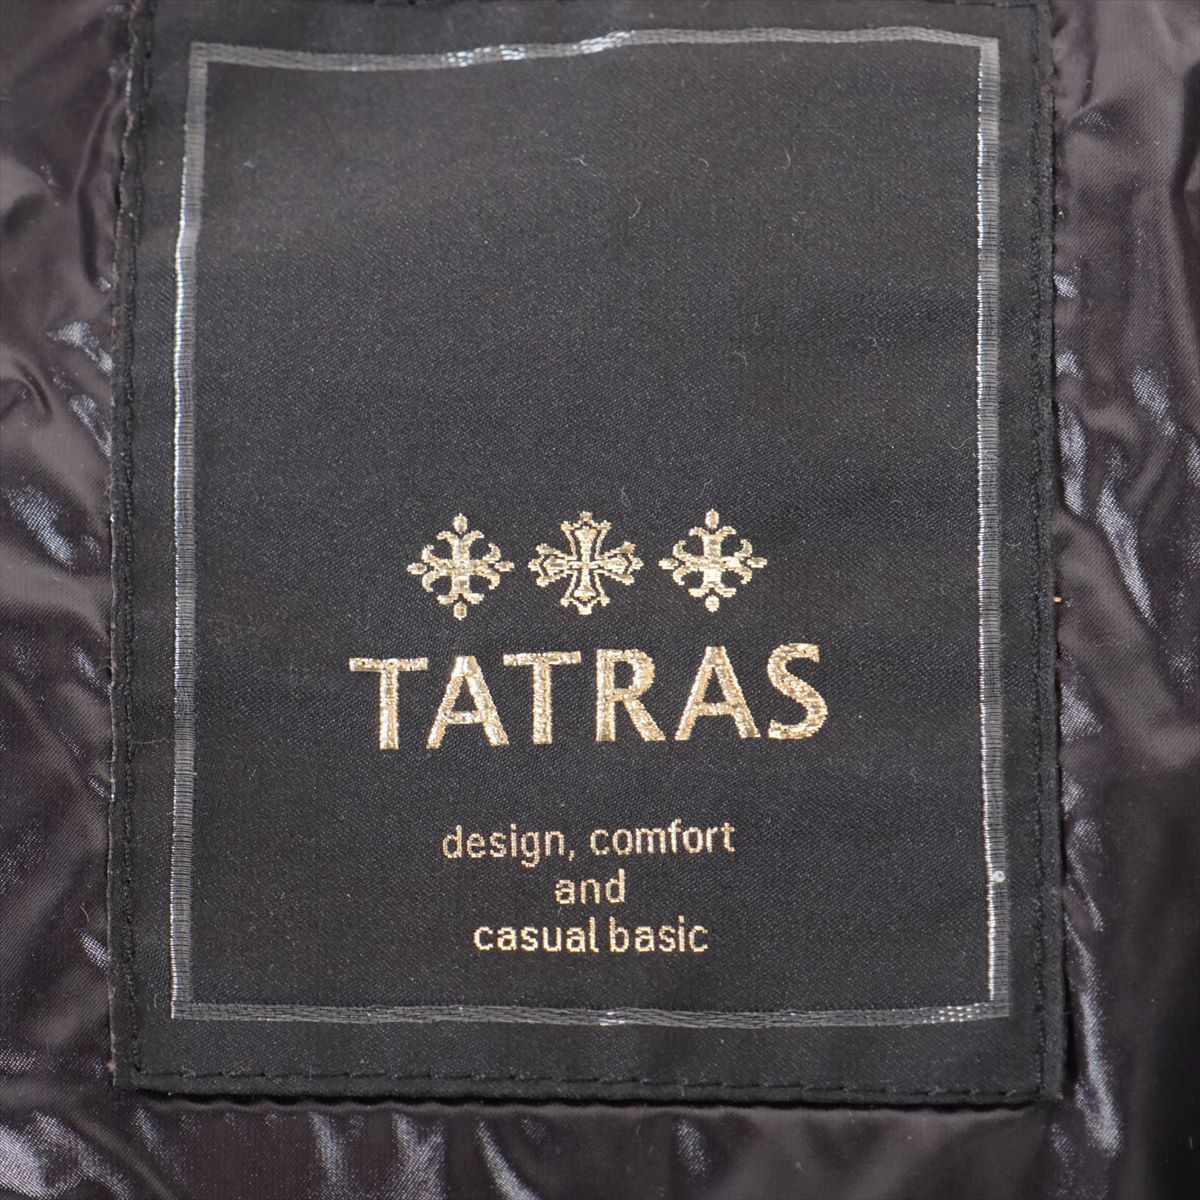 TATRAS
design, comfort
and
casual basic